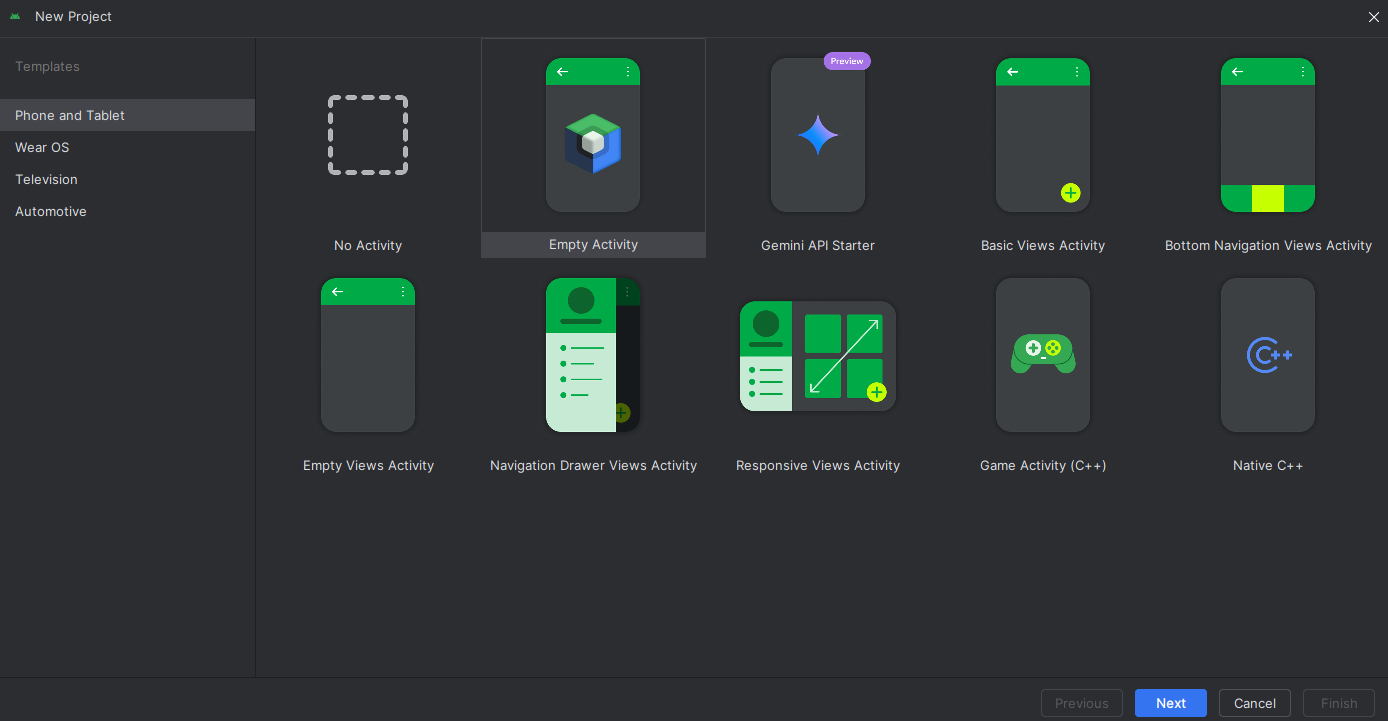 New Project
Templates
Phone and Tablet
Wear OS
Television
Automotive
Preview
No Activity
Empty Activity
Gemini API Starter
Basic Views Activity
Bottom Navigation Views Activity
C++
Empty Views Activity
Navigation Drawer Views Activity
Responsive Views Activity
Game Activity (C++)
Native C++
Previous
Next
Cancel
Finish